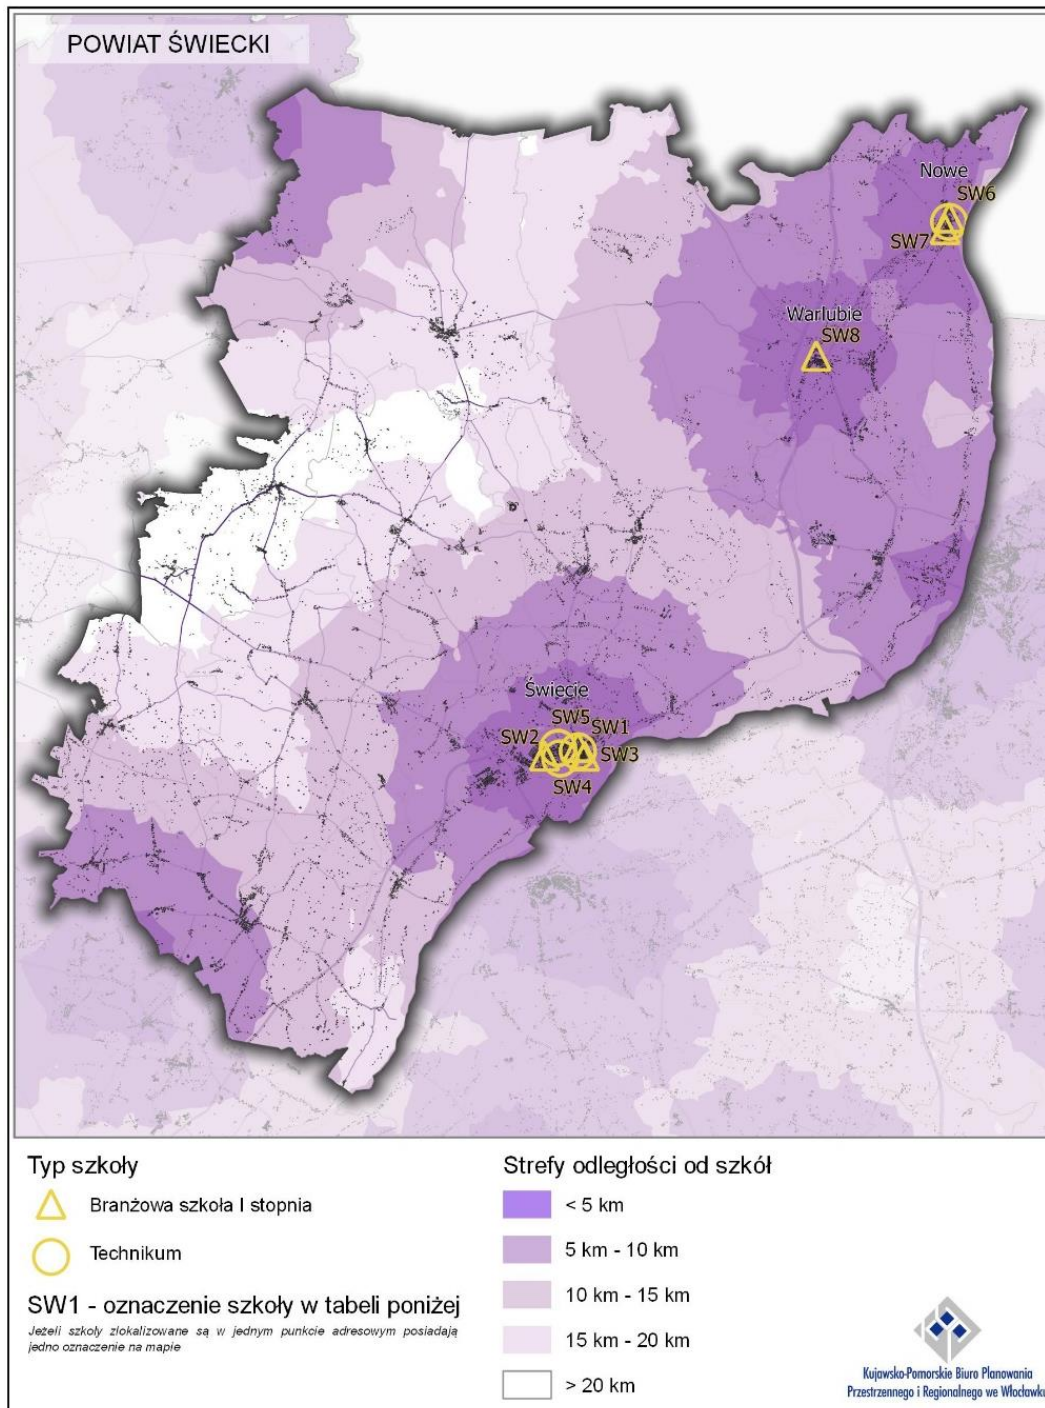 POWIAT ŚWIECKI
Nowe
SW6
SW7
Warlubie
SW8
Świecie
SW5
SW1
SW2
SW3
SW4
Typ szkoły
Branżowa szkoła I stopnia
Technikum
SW1 - oznaczenie szkoły w tabeli poniżej
Jeżeli szkoły zlokalizowane są w jednym punkcie adresowym posiadają
jedno oznaczenie na mapie
Strefy odległości od szkół
< 5 km
5 km - 10 km
10 km - 15 km
15 km - 20 km
> 20 km
Kujawsko-Pomorskie Biuro Planowania
Przestrzennego i Regionalnego we Włocławku